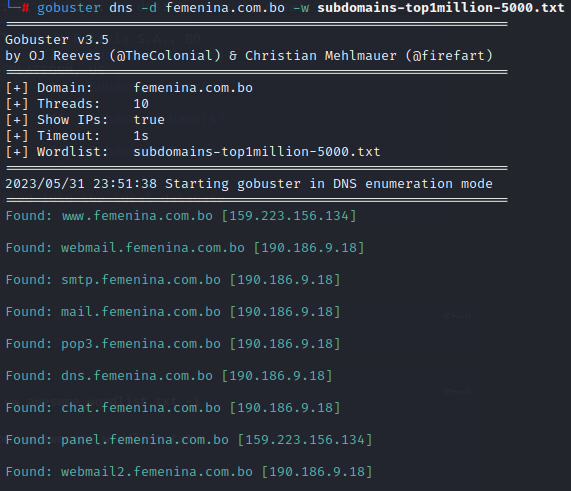 └─# gobuster dns -d femenina.com.bo -w subdomains-top1million-5000.txt
Gobuster v3.5
by OJ Reeves (@TheColonial) & Christian Mehlmauer (@firefart)
[+] Domain:     femenina.com.bo
[+] Threads:    10
[+] Show IPs:   true
[+] Timeout:    1s
[+] Wordlist:   subdomains-top1million-5000.txt
2023/05/31 23:51:38 Starting gobuster in DNS enumeration mode
Found: www.femenina.com.bo [159.223.156.134]
Found: webmail.femenina.com.bo [190.186.9.18]
Found: smtp.femenina.com.bo [190.186.9.18]
Found: mail.femenina.com.bo [190.186.9.18]
Found: pop3.femenina.com.bo [190.186.9.18]
Found: dns.femenina.com.bo [190.186.9.18]
Found: chat.femenina.com.bo [190.186.9.18]
Found: panel.femenina.com.bo [159.223.156.134]
Found: webmail2.femenina.com.bo [190.186.9.18]